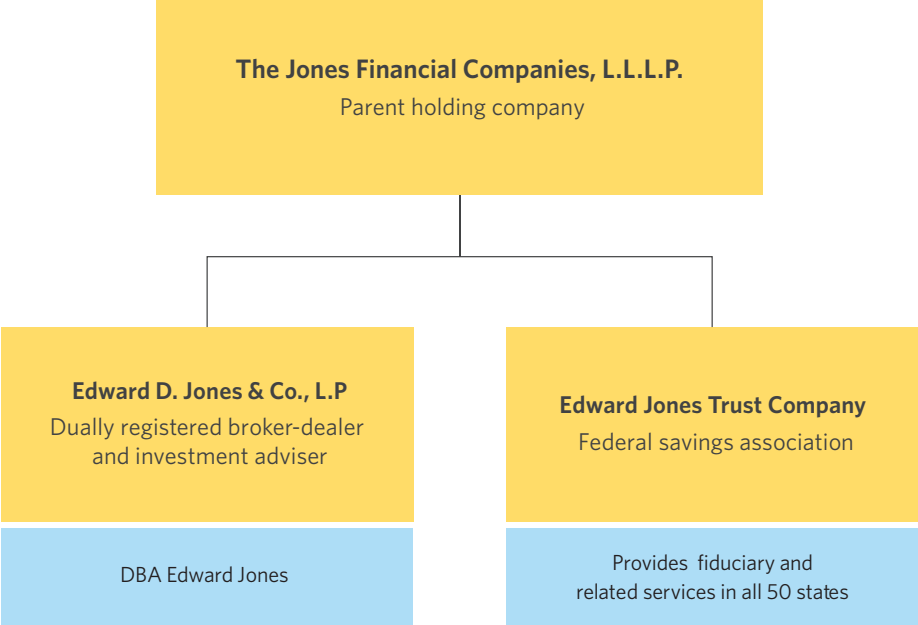 The Jones Financial Companies, L.L.L.P.
Parent holding company
Edward D. Jones & Co., L.P
Dually registered broker-dealer
and investment adviser
DBA Edward Jones
Edward Jones Trust Company
Federal savings association
Provides fiduciary and
related services in all 50 states